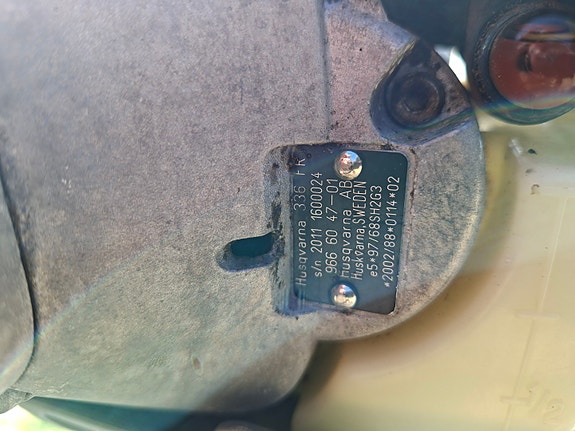 Husqvarna 336 FR
s/n 2011 1600024
966 60 47-01
Husqvarna AB
Huskvarna, SWEDEN
e5*97/68SH2G3
*2002/88*0114*02